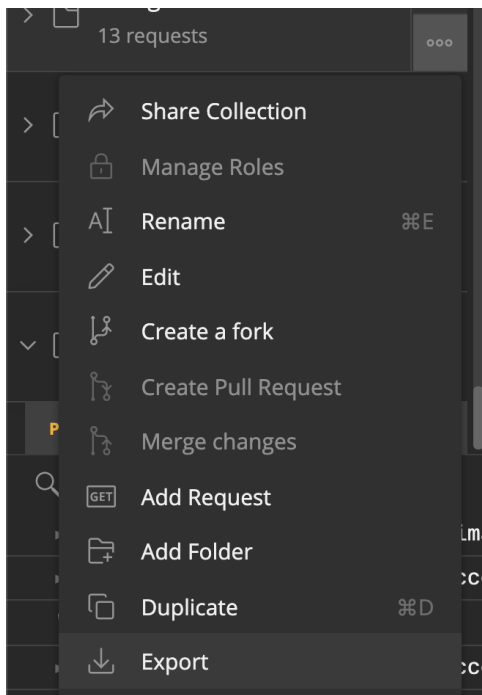 13 requests
Share Collection
Manage Roles
Rename ⌘E
Edit
Create a fork
Create Pull Request
Merge changes
GET Add Request
Add Folder
Duplicate ⌘D
Export